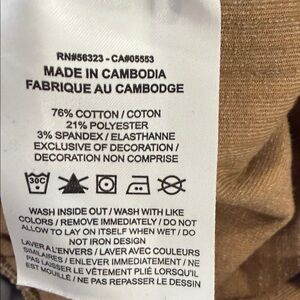 RN#56323 - CA#05553
MADE IN CAMBODIA
FABRIQUE AU CAMBODGE
76% COTTON / COTON
21% POLYESTER
3% SPANDEX / ELASTHANNE
EXCLUSIVE OF DECORATION /
DECORATION NON COMPRISE
30C
WASH INSIDE OUT / WASH WITH LIKE
COLORS / REMOVE IMMEDIATELY / DO NOT
ALLOW TO LAY ON ITSELF WHEN WET / DO
NOT IRON DESIGN
LAVER A L'ENVERS / LAVER AVEC COULEURS
SIMILAIRES / ENLEVER IMMEDIATEMENT / NE
PAS LAISSER LE VÊTEMENT PLIÉ LORSQU'IL
EST MOUILLÉ / NE PAS REPASSER LE DESSIN